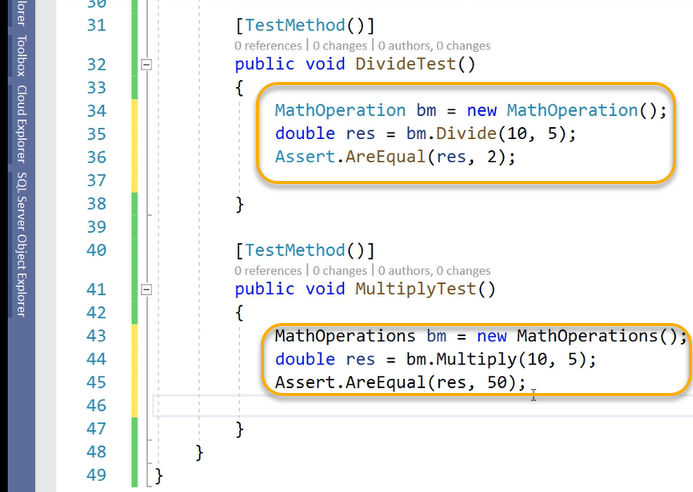 lorer
Toolbox
Cloud Explorer
SQL Server Object Explorer
30
31 [TestMethod()]
0 references | 0 changes | 0 authors, 0 changes
32 public void DivideTest()
33 {
34 MathOperation bm = new MathOperation();
35 double res = bm.Divide(10, 5);
36 Assert.AreEqual(res, 2);
37
38 }
39
40 [TestMethod()]
0 references | 0 changes | 0 authors, 0 changes
41 public void MultiplyTest()
42 {
43 MathOperations bm = new MathOperations();
44 double res = bm.Multiply(10, 5);
45 Assert.AreEqual(res, 50);
46
47 }
48 }
49 }